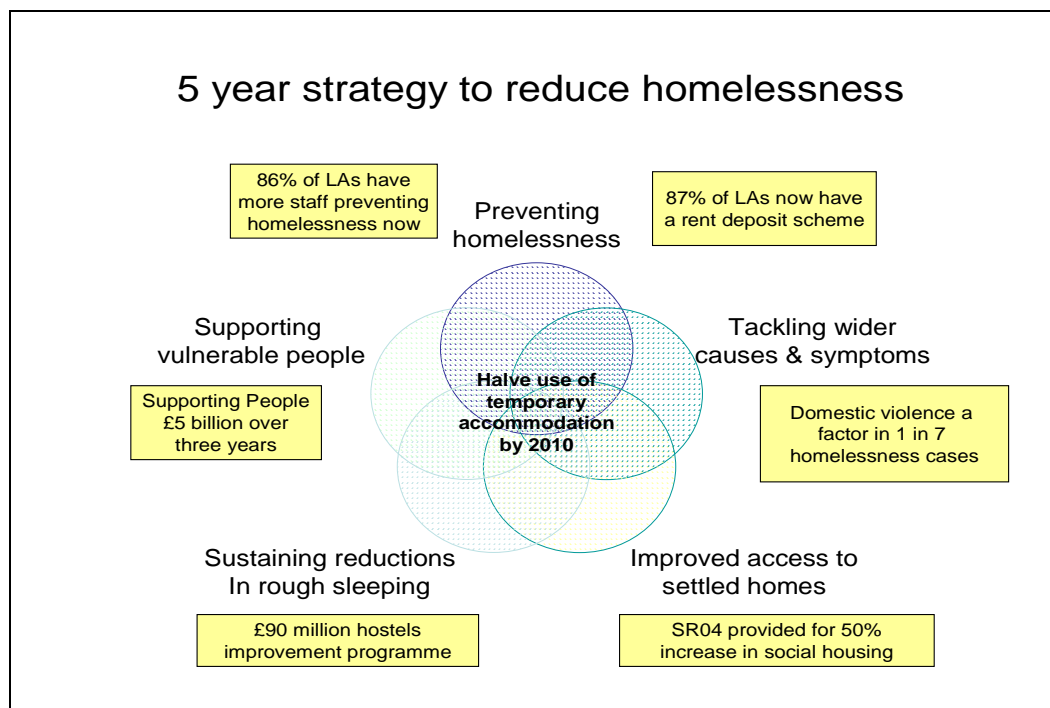 5 year strategy to reduce homelessness
86% of LAs have
more staff preventing
homelessness now
87% of LAs now have
a rent deposit scheme
Preventing
homelessness
Supporting
vulnerable people
Tackling wider
causes & symptoms
Supporting People
£5 billion over
three years
Halve use of
temporary
accommodation
by 2010
Domestic violence a
factor in 1 in 7
homelessness cases
Sustaining reductions
In rough sleeping
Improved access to
settled homes
£90 million hostels
improvement programme
SR04 provided for 50%
increase in social housing